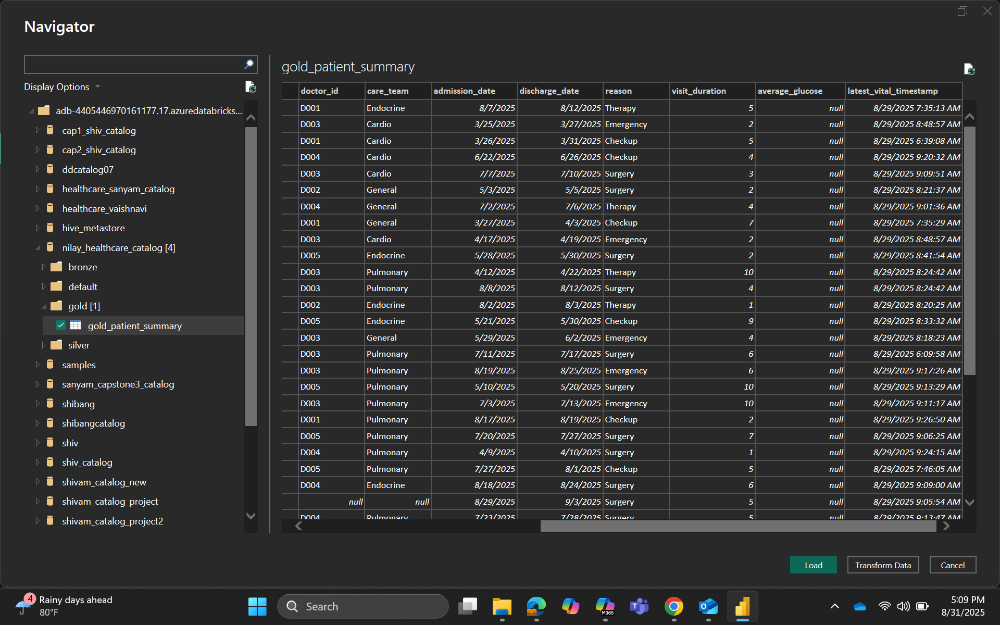 Navigator
Display Options
adb-4405446970161177.17.azuredatabricks...
cap1_shiv_catalog
cap2_shiv_catalog
ddcatalog07
healthcare_sanyam_catalog
healthcare_vaishnavi
hive_metastore
nilay_healthcare_catalog [4]
bronze
default
gold [1]
gold_patient_summary
silver
samples
sanyam_capstone3_catalog
shibang
shibangcatalog
shiv
shiv_catalog
shivam_catalog_new
shivam_catalog_project
shivam_catalog_project2
gold_patient_summary
doctor_id care_team admission_date discharge_date reason visit_duration average_glucose latest_vital_timestamp
D001 Endocrine 8/7/2025 8/12/2025 Therapy 5 null 8/29/2025 7:35:13 AM
D003 Cardio 3/25/2025 3/27/2025 Emergency 2 null 8/29/2025 8:48:57 AM
D001 Cardio 3/26/2025 3/31/2025 Checkup 5 null 8/29/2025 6:39:08 AM
D004 Cardio 6/22/2025 6/26/2025 Checkup 4 null 8/29/2025 9:20:32 AM
D003 Cardio 7/7/2025 7/10/2025 Surgery 3 null 8/29/2025 9:09:51 AM
D002 General 5/3/2025 5/5/2025 Surgery 2 null 8/29/2025 8:21:37 AM
D004 General 7/2/2025 7/6/2025 Therapy 4 null 8/29/2025 9:01:36 AM
D001 General 3/27/2025 4/3/2025 Checkup 7 null 8/29/2025 7:35:29 AM
D003 Cardio 4/17/2025 4/19/2025 Emergency 2 null 8/29/2025 8:48:57 AM
D005 Endocrine 5/28/2025 5/30/2025 Surgery 2 null 8/29/2025 8:41:54 AM
D003 Pulmonary 4/12/2025 4/22/2025 Therapy 10 null 8/29/2025 8:24:42 AM
D003 Pulmonary 8/8/2025 8/12/2025 Surgery 4 null 8/29/2025 8:24:42 AM
D002 Endocrine 8/2/2025 8/3/2025 Therapy 1 null 8/29/2025 8:20:25 AM
D005 Endocrine 5/21/2025 5/30/2025 Checkup 9 null 8/29/2025 8:33:32 AM
D003 General 5/29/2025 6/2/2025 Emergency 4 null 8/29/2025 8:18:23 AM
D003 Pulmonary 7/11/2025 7/17/2025 Surgery 6 null 8/29/2025 6:09:58 AM
D003 Pulmonary 8/19/2025 8/25/2025 Emergency 6 null 8/29/2025 9:17:26 AM
D005 Pulmonary 5/10/2025 5/20/2025 Surgery 10 null 8/29/2025 9:13:29 AM
D003 Pulmonary 7/3/2025 7/13/2025 Emergency 10 null 8/29/2025 9:11:17 AM
D001 Pulmonary 8/17/2025 8/19/2025 Checkup 2 null 8/29/2025 9:26:50 AM
D005 Pulmonary 7/20/2025 7/27/2025 Surgery 7 null 8/29/2025 9:06:25 AM
D004 Pulmonary 4/9/2025 4/10/2025 Surgery 1 null 8/29/2025 9:24:15 AM
D005 Pulmonary 7/27/2025 8/1/2025 Checkup 5 null 8/29/2025 7:46:05 AM
D004 Endocrine 8/18/2025 8/24/2025 Surgery 6 null 8/29/2025 9:09:00 AM
null null 8/29/2025 9/3/2025 Surgery 5 null 8/29/2025 9:05:54 AM
D004 Pulmonary 7/23/2025 7/28/2025 Surgery 5 null 8/29/2025 9:13:47 AM
Load Transform Data Cancel
4 Rainy days ahead
80°F
Search
M365
5:09 PM
8/31/2025